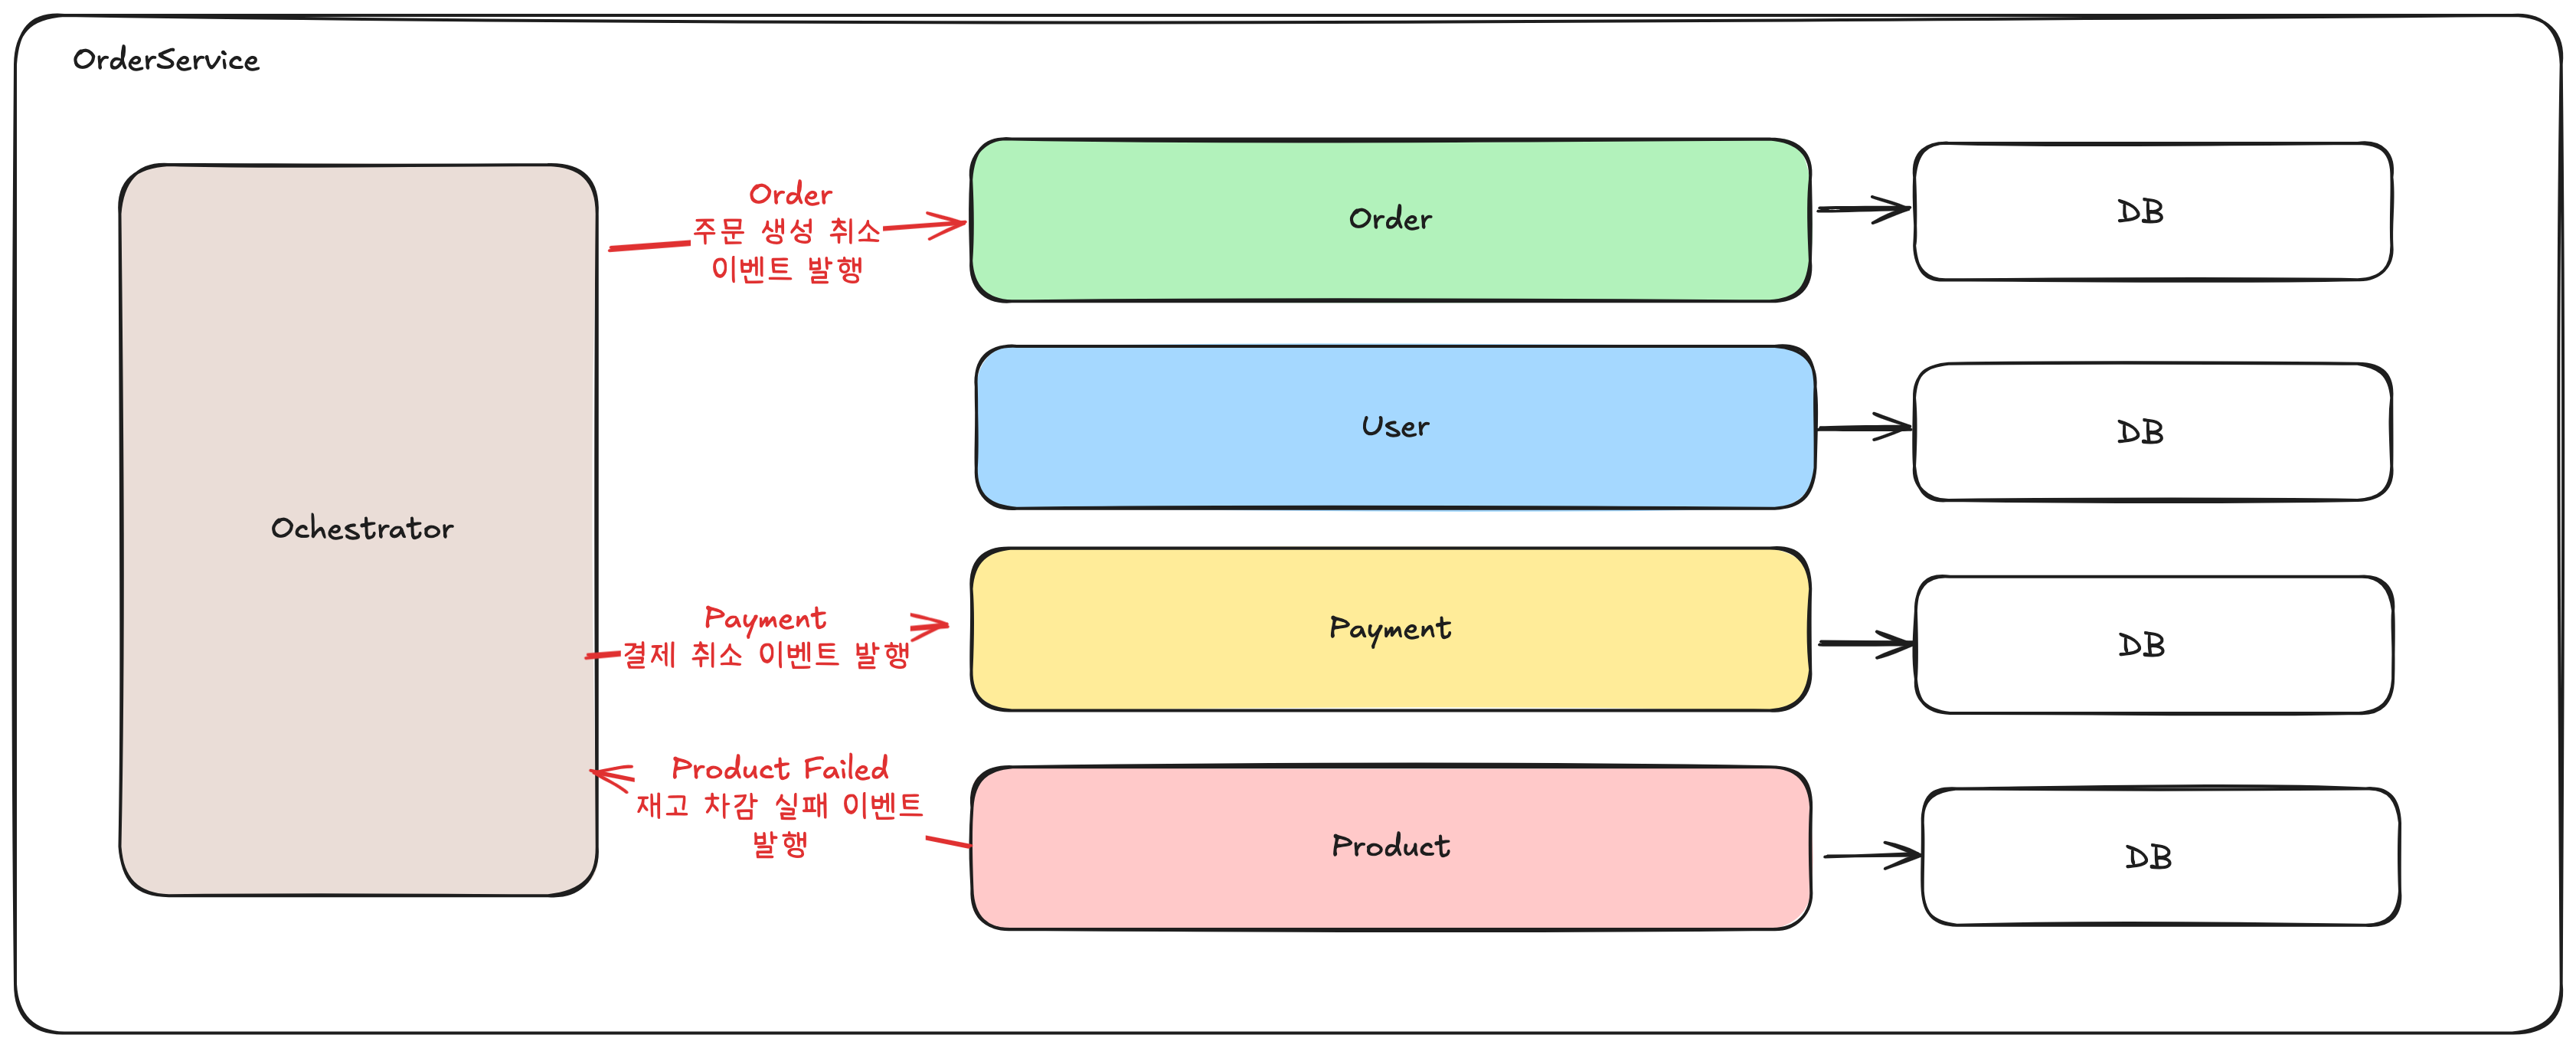 OrderService
Order
주문 생성 취소
이벤트 발행
Order
DB
User
DB
Ochestrator
Payment
결제 취소 이벤트 발행
Payment
DB
Product Failed
재고 차감 실패 이벤트
발행
Product
DB